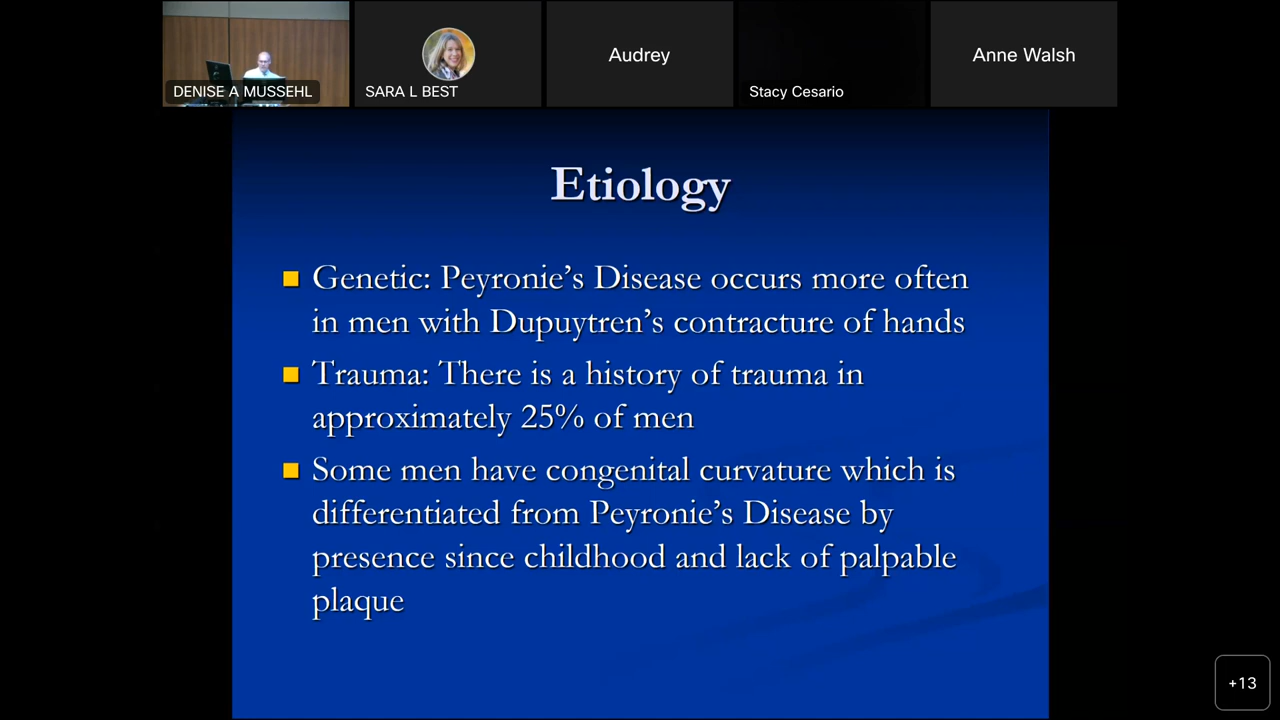 DENISE A MUSSEHL
SARA L BEST
Audrey
Stacy Cesario
Anne Walsh
Etiology
Genetic: Peyronie’s Disease occurs more often
in men with Dupuytren’s contracture of hands
Trauma: There is a history of trauma in
approximately 25% of men
Some men have congenital curvature which is
differentiated from Peyronie’s Disease by
presence since childhood and lack of palpable
plaque
+13